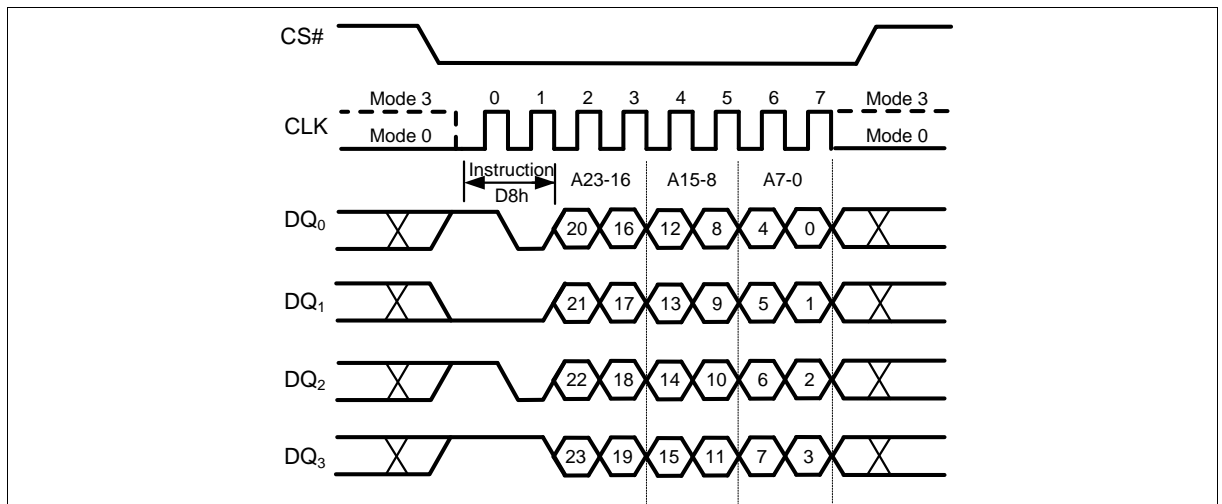 CS#
Mode 3 0 1 2 3 4 5 6 7 Mode 3
CLK
Mode 0 Mode 0
Instruction
D8h A23-16 A15-8 A7-0
DQ0 20 16 12 8 4 0
DQ1 21 17 13 9 5 1
DQ2 22 18 14 10 6 2
DQ3 23 19 15 11 7 3